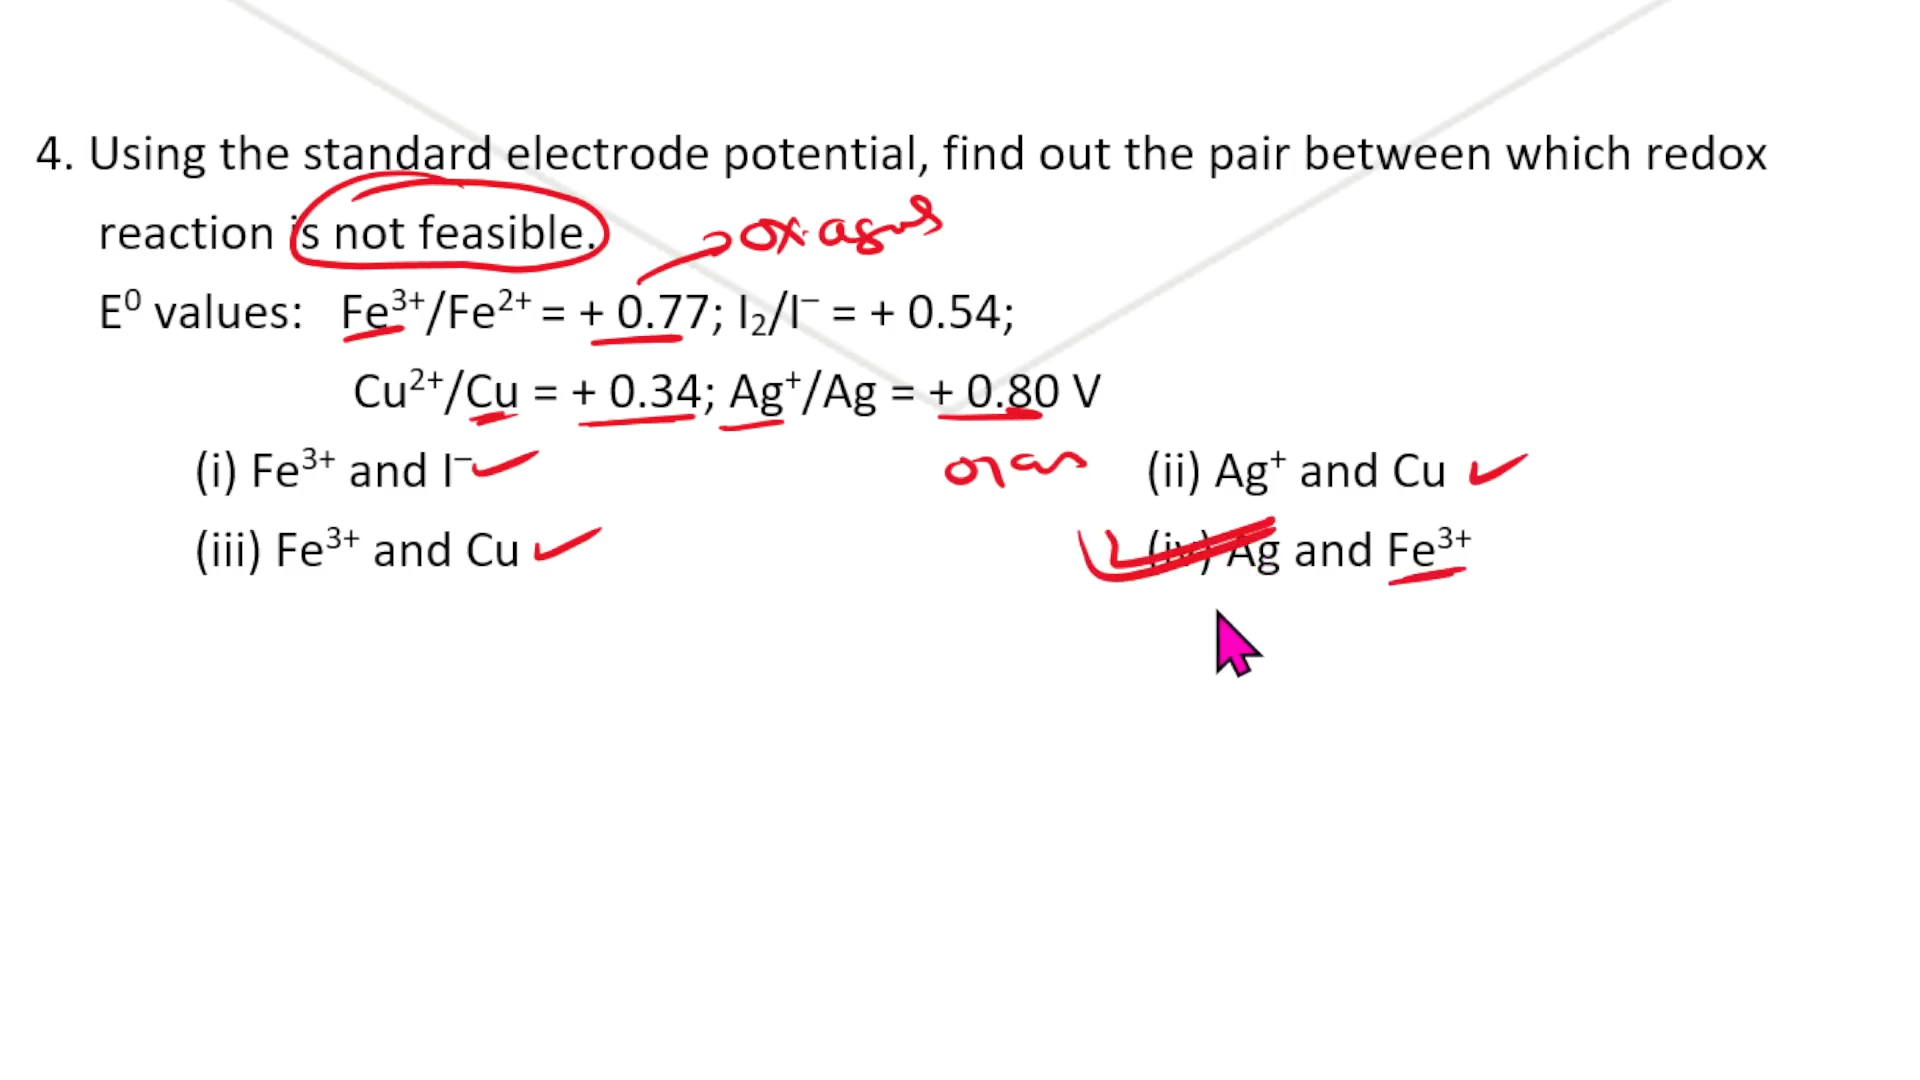 4. Using the standard electrode potential, find out the pair between which redox
reaction is not feasible.
ox. agent
E⁰ values: Fe³⁺/Fe²⁺ = + 0.77; I₂/I⁻ = + 0.54;
Cu²⁺/Cu = + 0.34; Ag⁺/Ag = + 0.80 V
(i) Fe³⁺ and I⁻ (ii) Ag⁺ and Cu
(iii) Fe³⁺ and Cu (iv) Ag and Fe³⁺